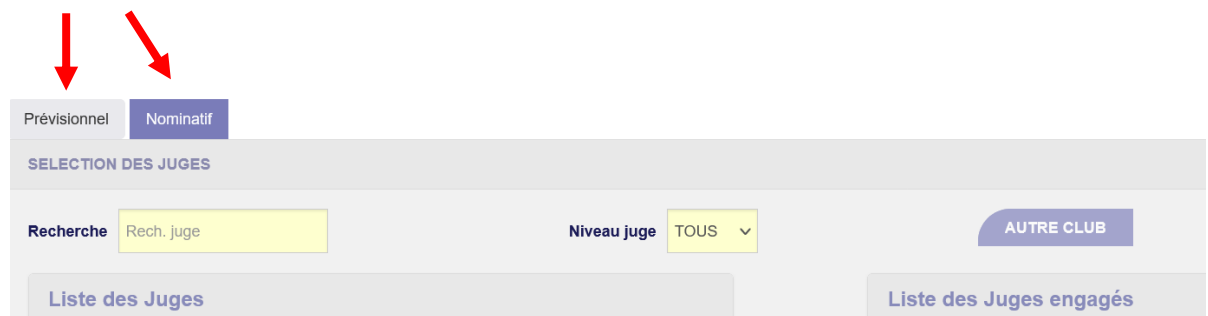 Prévisionnel Nominatif
SELECTION DES JUGES
Recherche Rech. juge Niveau juge TOUS AUTRE CLUB
Liste des Juges Liste des Juges engagés